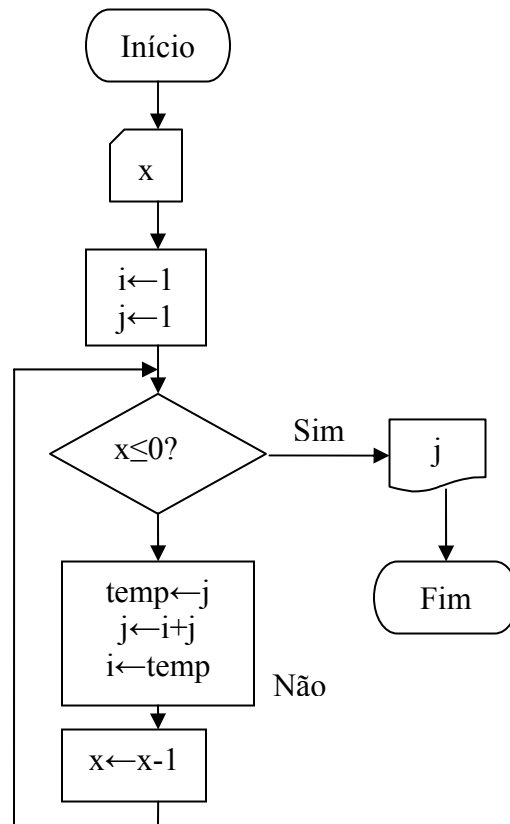 Início
x
i←1
j←1
x≤0?
Sim
j
Fim
temp←j
j←i+j
i←temp
Não
x←x-1